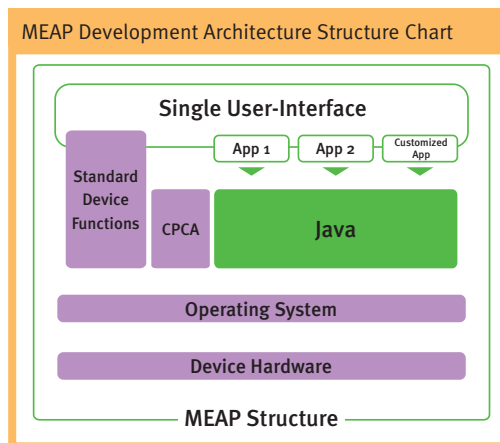 MEAP Development Architecture Structure Chart
Single User-Interface
App 1
App 2
Customized
App
Standard
Device
Functions
CPCA
Java
Operating System
Device Hardware
MEAP Structure